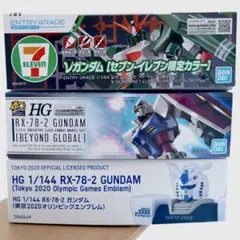 ENTRY GRADE
7
ELEVEN
νガンダム [セブン-イレブン限定カラー]
BANDAI
HG
RX-78-2 GUNDAM
[BEYOND GLOBAL]
BANDAI
TOKYO 2020 OFFICIAL LICENSED PRODUCT
HG 1/144 RX-78-2 GUNDAM
(Tokyo 2020 Olympic Games Emblem)
HG 1/144 RX-78-2 ガンダム
(東京2020オリンピックエンブレム)
TOKYO 2020